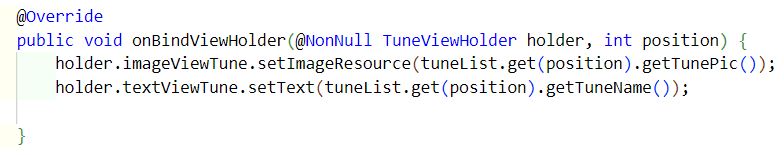 @Override
public void onBindViewHolder(@NonNull TuneViewHolder holder, int position) {
holder.imageViewTune.setImageResource(tuneList.get(position).getTunePic());
holder.textViewTune.setText(tuneList.get(position).getTuneName());
}